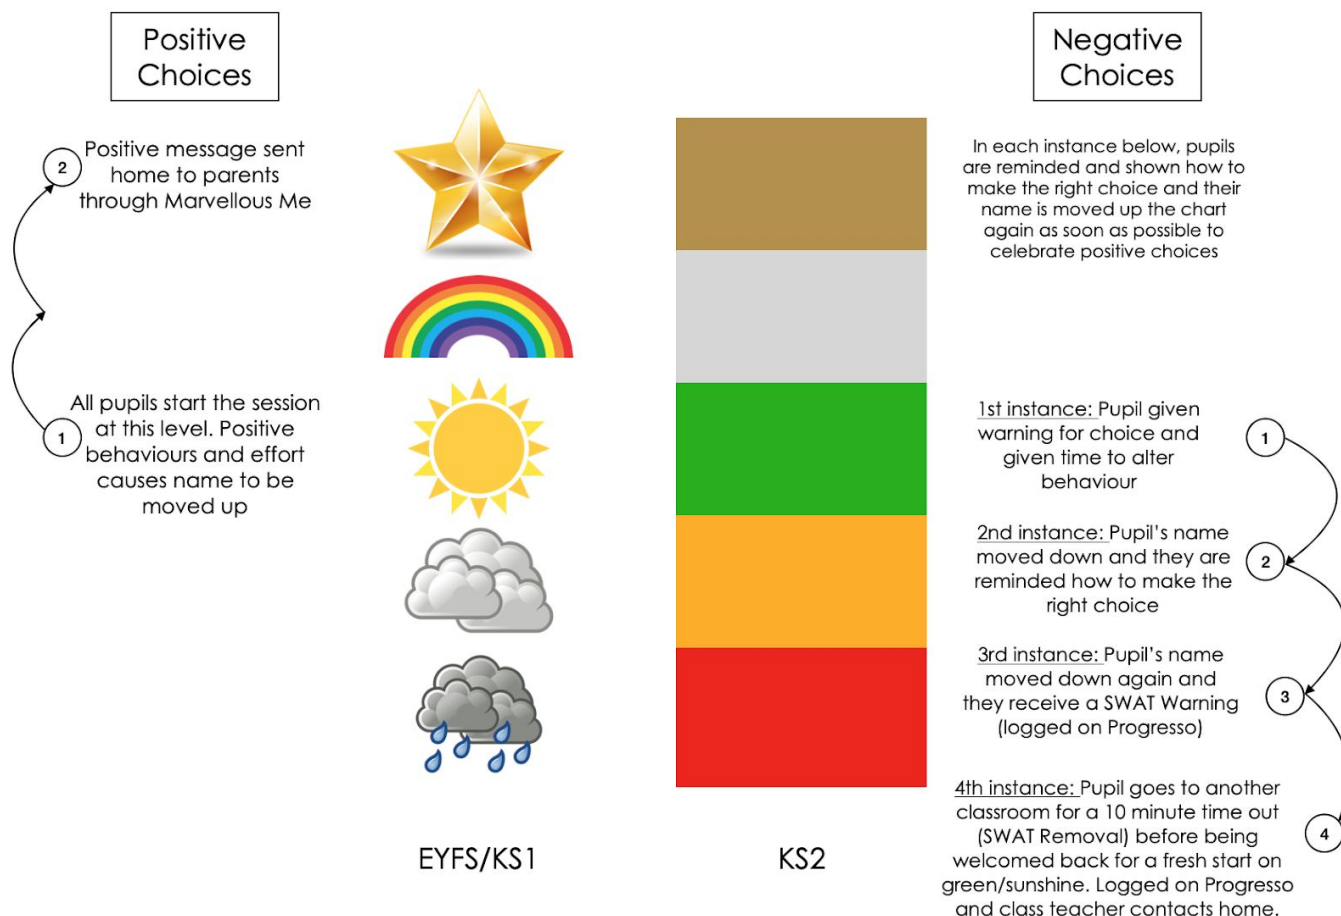 Positive
Choices
2
Positive message sent
home to parents
through Marvellous Me
1
All pupils start the session
at this level. Positive
behaviours and effort
causes name to be
moved up
EYFS/KS1
KS2
Negative
Choices
In each instance below, pupils
are reminded and shown how to
make the right choice and their
name is moved up the chart
again as soon as possible to
celebrate positive choices
1st instance: Pupil given
warning for choice and
given time to alter
behaviour
1
2nd instance: Pupil's name
moved down and they are
reminded how to make the
right choice
2
3rd instance: Pupil's name
moved down again and
they receive a SWAT Warning
(logged on Progresso)
3
4th instance: Pupil goes to another
classroom for a 10 minute time out
(SWAT Removal) before being
welcomed back for a fresh start on
green/sunshine. Logged on Progresso
and class teacher contacts home.
4